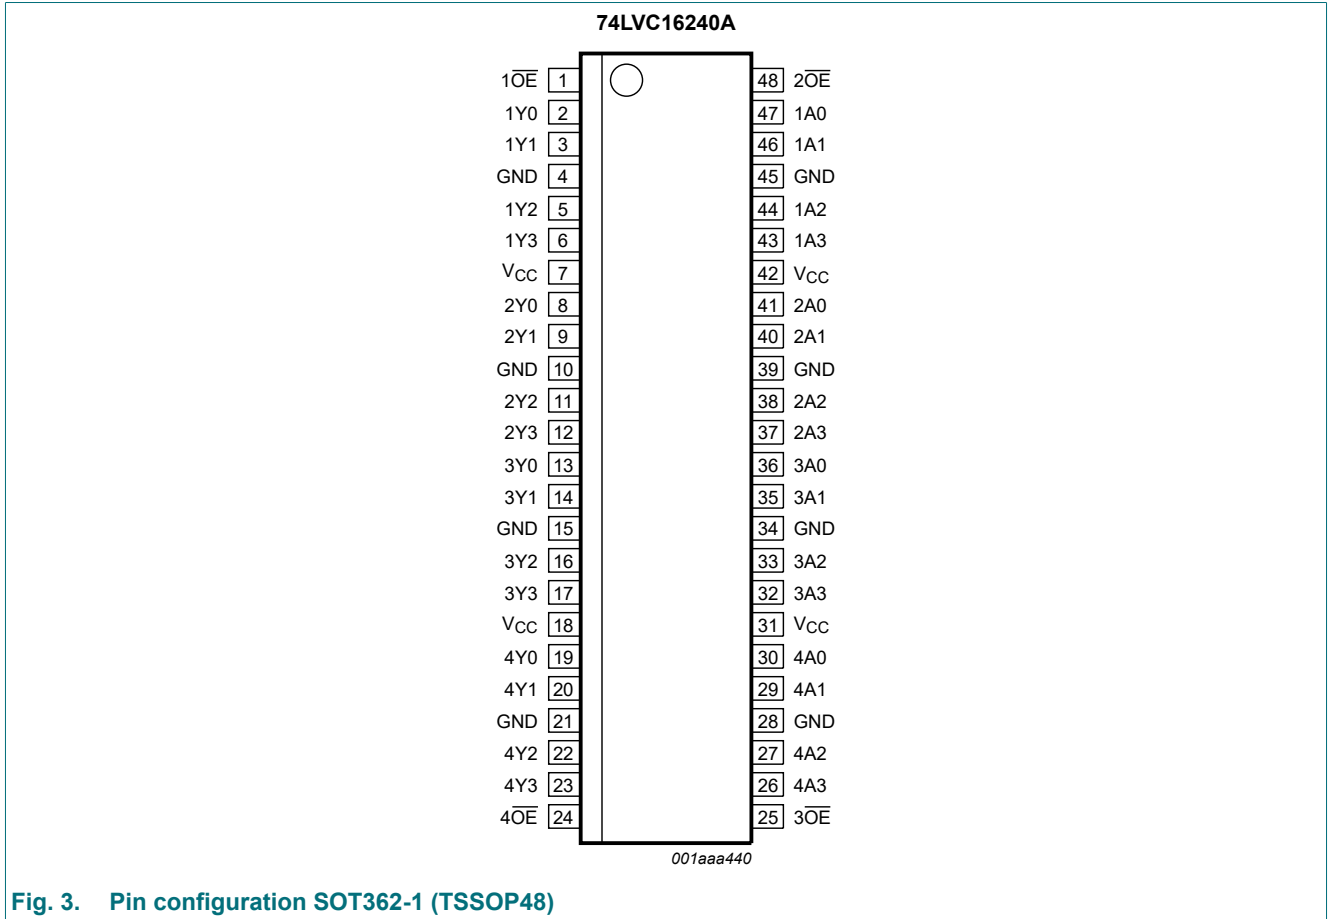 74LVC16240A
1O̅E̅ 1 48 2O̅E̅
1Y0 2 47 1A0
1Y1 3 46 1A1
GND 4 45 GND
1Y2 5 44 1A2
1Y3 6 43 1A3
VCC 7 42 VCC
2Y0 8 41 2A0
2Y1 9 40 2A1
GND 10 39 GND
2Y2 11 38 2A2
2Y3 12 37 2A3
3Y0 13 36 3A0
3Y1 14 35 3A1
GND 15 34 GND
3Y2 16 33 3A2
3Y3 17 32 3A3
VCC 18 31 VCC
4Y0 19 30 4A0
4Y1 20 29 4A1
GND 21 28 GND
4Y2 22 27 4A2
4Y3 23 26 4A3
4O̅E̅ 24 25 3O̅E̅
001aaa440
Fig. 3. Pin configuration SOT362-1 (TSSOP48)